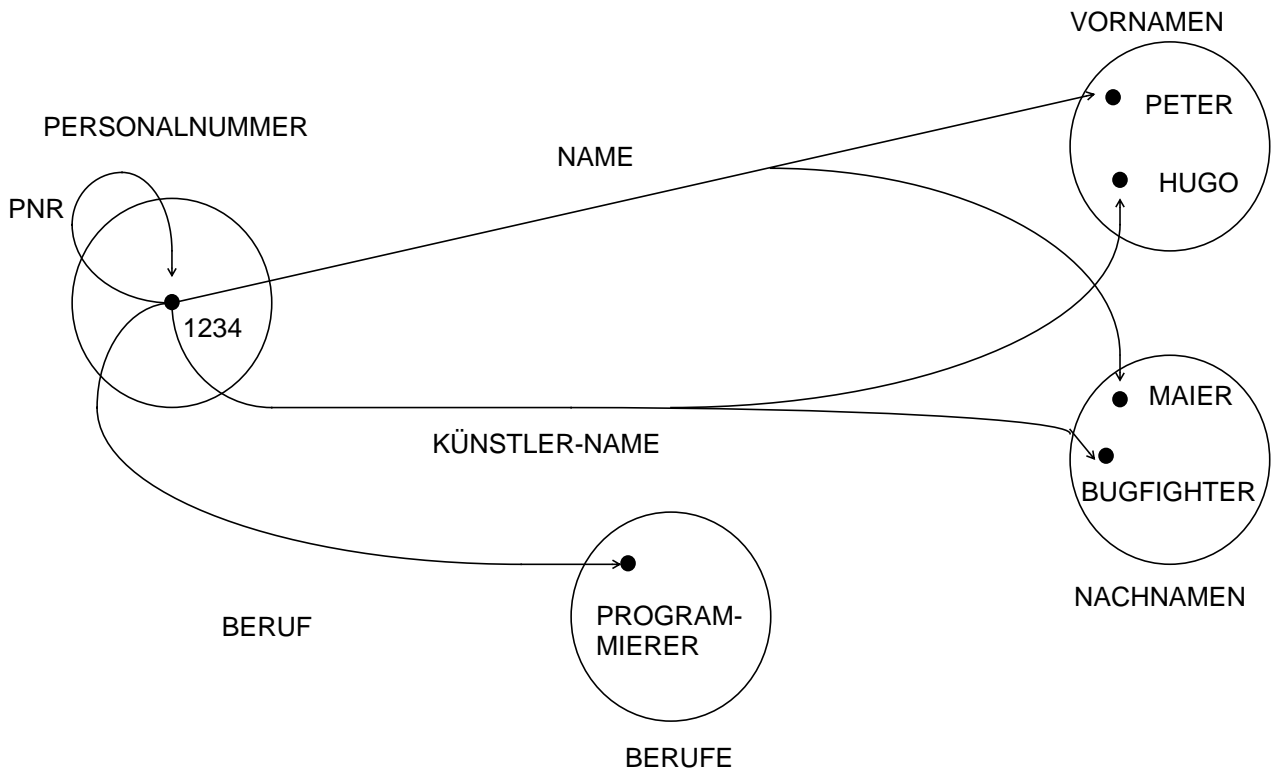 VORNAMEN
PETER
PERSONALNUMMER
NAME
HUGO
PNR
1234
MAIER
KÜNSTLER-NAME
BUGFIGHTER
NACHNAMEN
PROGRAM-
MIERER
BERUF
BERUFE